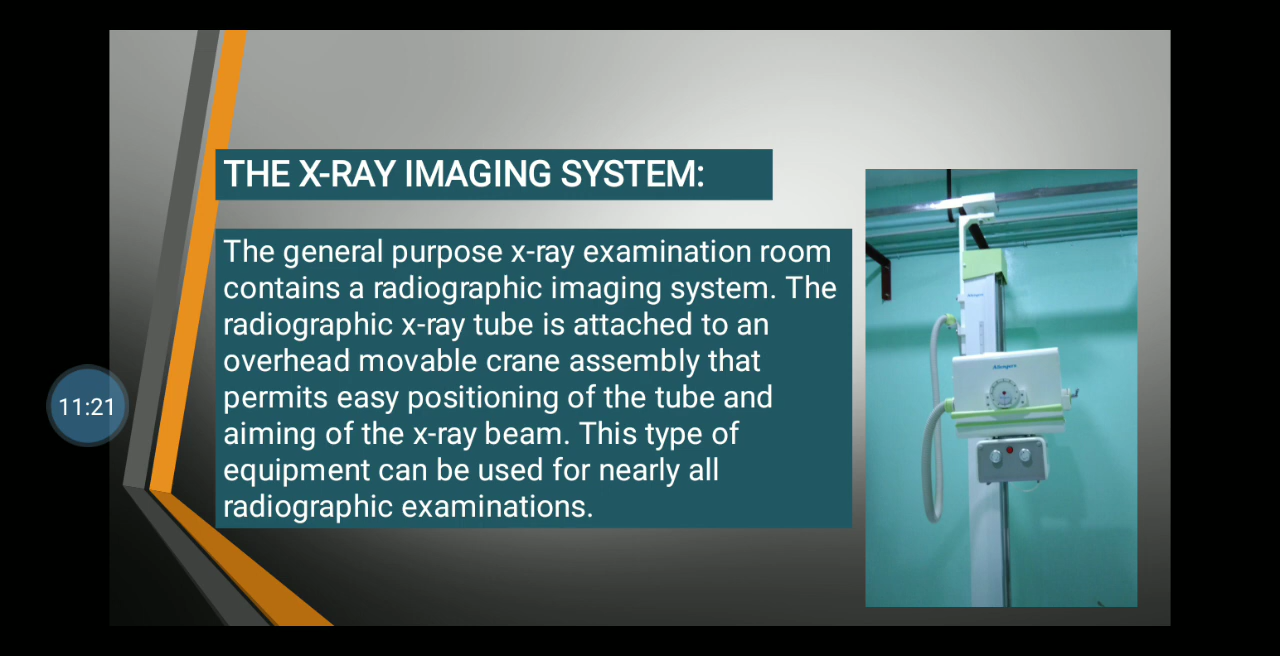 THE X-RAY IMAGING SYSTEM:
The general purpose x-ray examination room
contains a radiographic imaging system. The
radiographic x-ray tube is attached to an
overhead movable crane assembly that
permits easy positioning of the tube and
aiming of the x-ray beam. This type of
equipment can be used for nearly all
radiographic examinations.
11:21